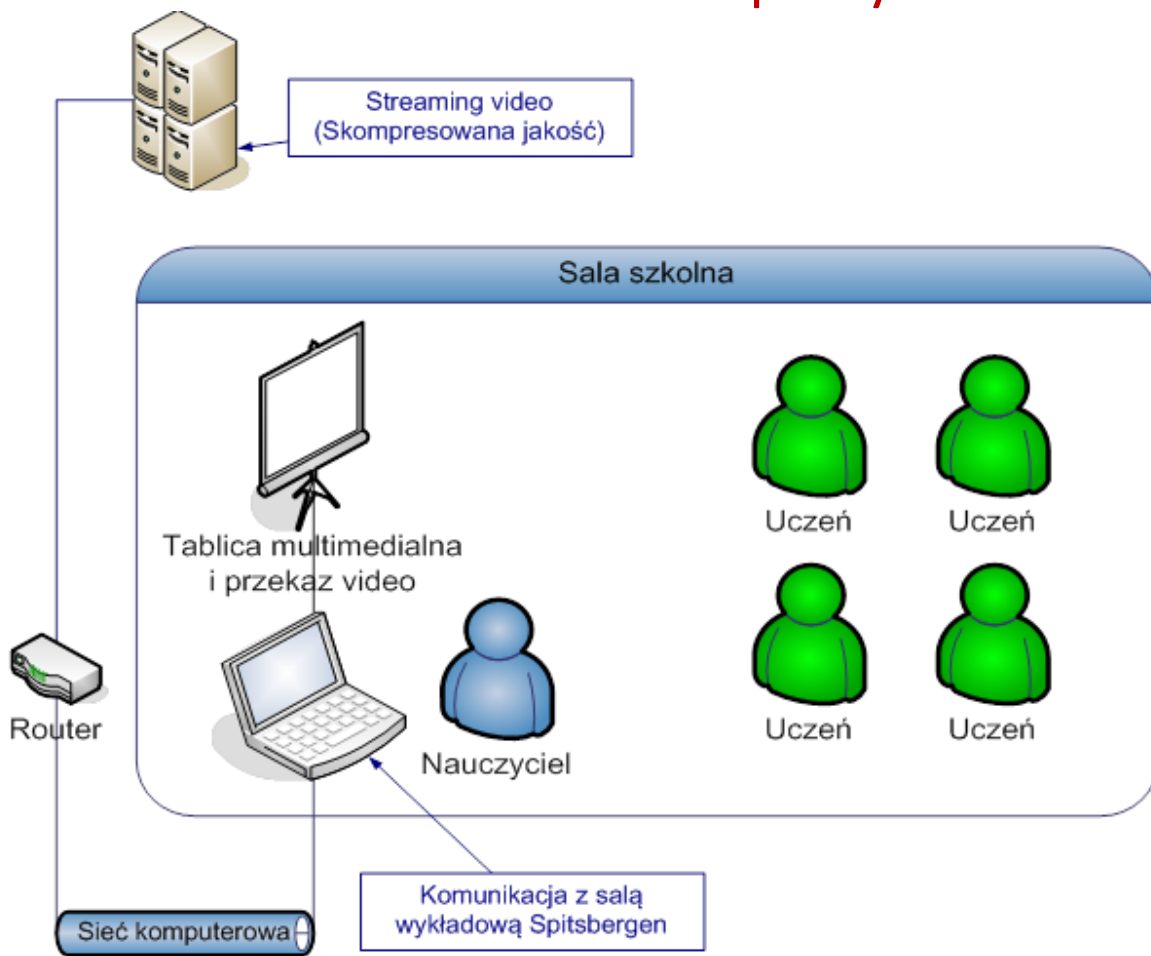 Streaming video
(Skompresowana jakość)
Sala szkolna
Tablica multimedialna
i przekaz video
Uczeń
Uczeń
Uczeń
Uczeń
Router
Nauczyciel
Komunikacja z salą
wykładową Spitsbergen
Sieć komputerowa